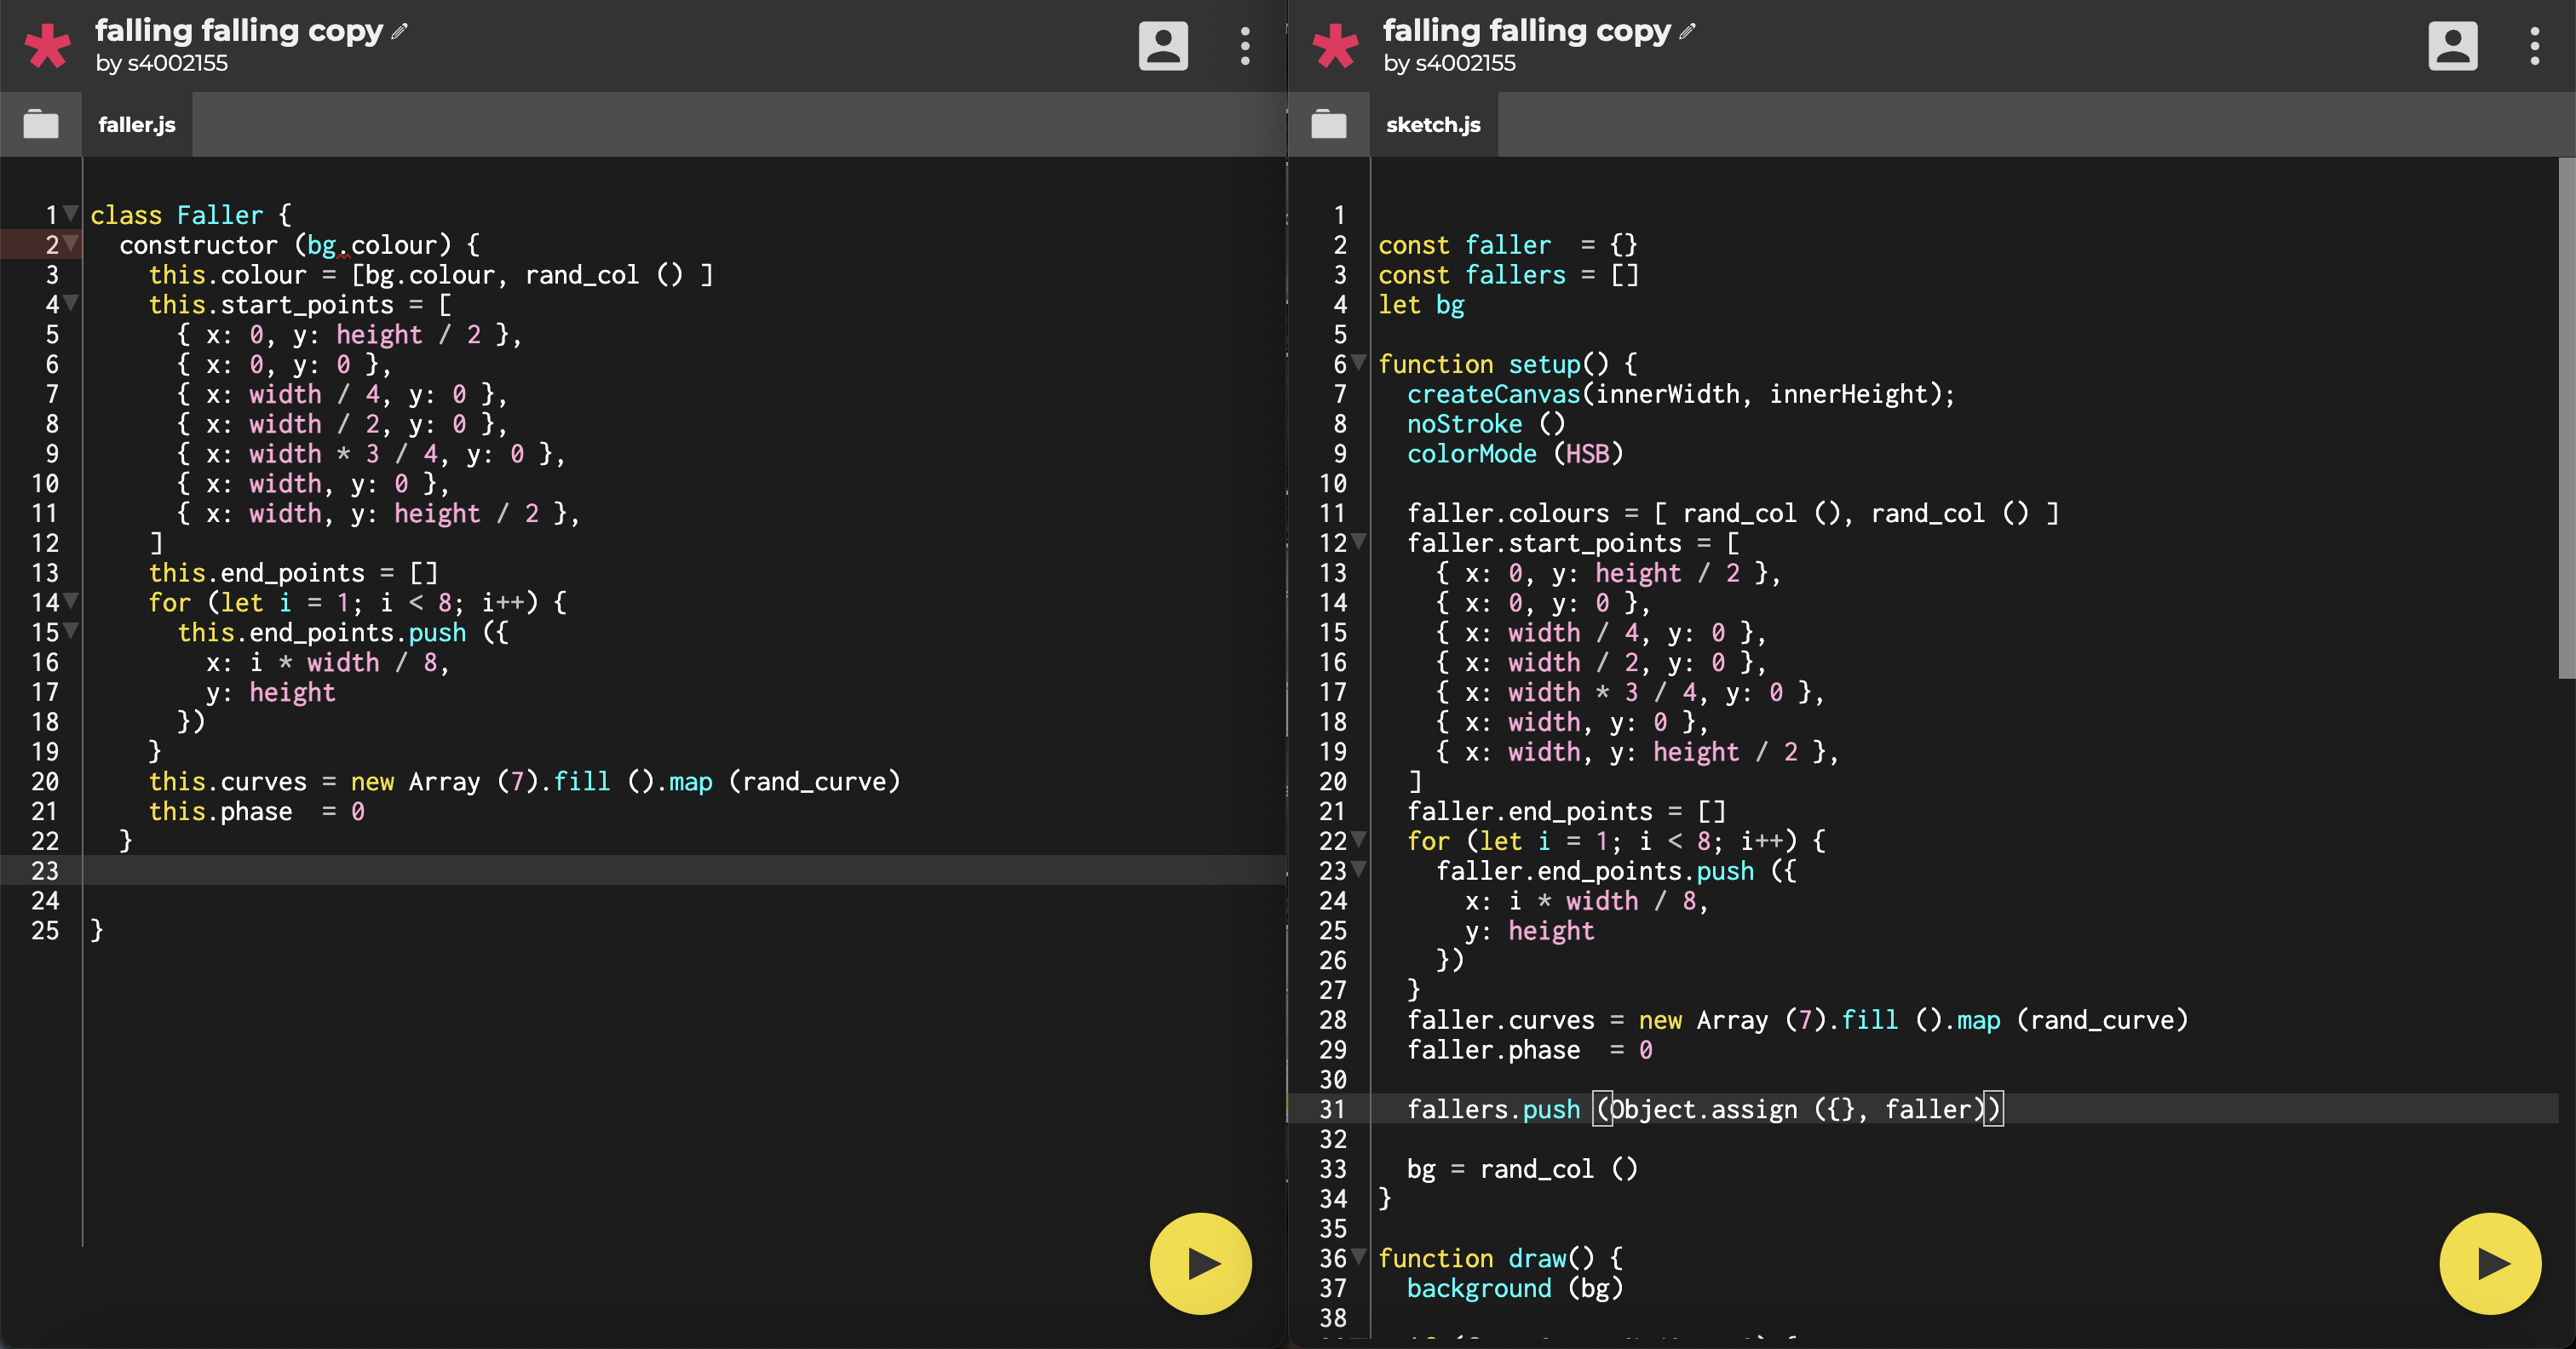 falling falling copy
by s4002155
faller.js
1 class Faller {
2   constructor (bg.colour) {
3     this.colour = [bg.colour, rand_col () ]
4     this.start_points = [
5       { x: 0, y: height / 2 },
6       { x: 0, y: 0 },
7       { x: width / 4, y: 0 },
8       { x: width / 2, y: 0 },
9       { x: width * 3 / 4, y: 0 },
10       { x: width, y: 0 },
11       { x: width, y: height / 2 },
12     ]
13     this.end_points = []
14     for (let i = 1; i < 8; i++) {
15       this.end_points.push ({
16         x: i * width / 8,
17         y: height
18       })
19     }
20     this.curves = new Array (7).fill ().map (rand_curve)
21     this.phase  = 0
22   }
23
24
25 }
falling falling copy
by s4002155
sketch.js
1
2 const faller  = {}
3 const fallers = []
4 let bg
5
6 function setup() {
7   createCanvas(innerWidth, innerHeight);
8   noStroke ()
9   colorMode (HSB)
10
11   faller.colours = [ rand_col (), rand_col () ]
12   faller.start_points = [
13     { x: 0, y: height / 2 },
14     { x: 0, y: 0 },
15     { x: width / 4, y: 0 },
16     { x: width / 2, y: 0 },
17     { x: width * 3 / 4, y: 0 },
18     { x: width, y: 0 },
19     { x: width, y: height / 2 },
20   ]
21   faller.end_points = []
22   for (let i = 1; i < 8; i++) {
23     faller.end_points.push ({
24       x: i * width / 8,
25       y: height
26     })
27   }
28   faller.curves = new Array (7).fill ().map (rand_curve)
29   faller.phase  = 0
30
31   fallers.push (Object.assign ({}, faller))
32
33   bg = rand_col ()
34 }
35
36 function draw() {
37   background (bg)
38